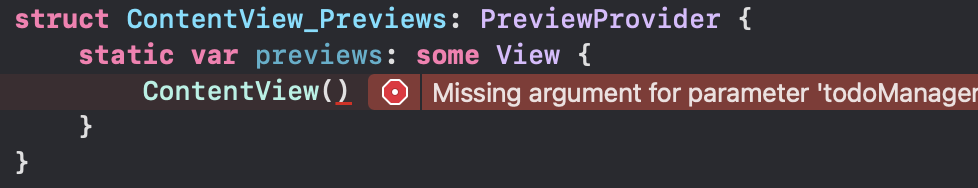 struct ContentView_Previews: PreviewProvider {
    static var previews: some View {
        ContentView() Missing argument for parameter 'todoManager
    }
}